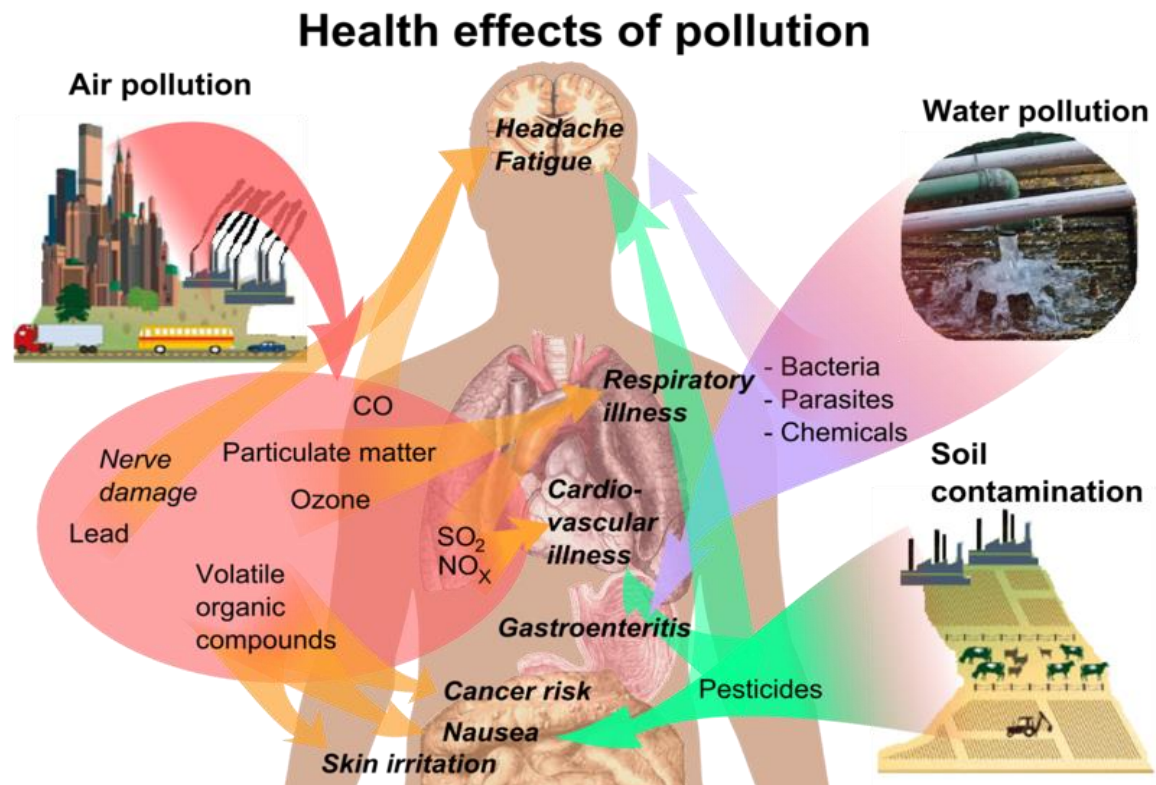 Health effects of pollution
Air pollution
Water pollution
Headache
Fatigue
CO
Particulate matter
Ozone
Nerve
damage
Lead
SO₂
NOₓ
Volatile
organic
compounds
Respiratory
illness
Cardio-
vascular
illness
- Bacteria
- Parasites
- Chemicals
Soil
contamination
Gastroenteritis
Pesticides
Cancer risk
Nausea
Skin irritation